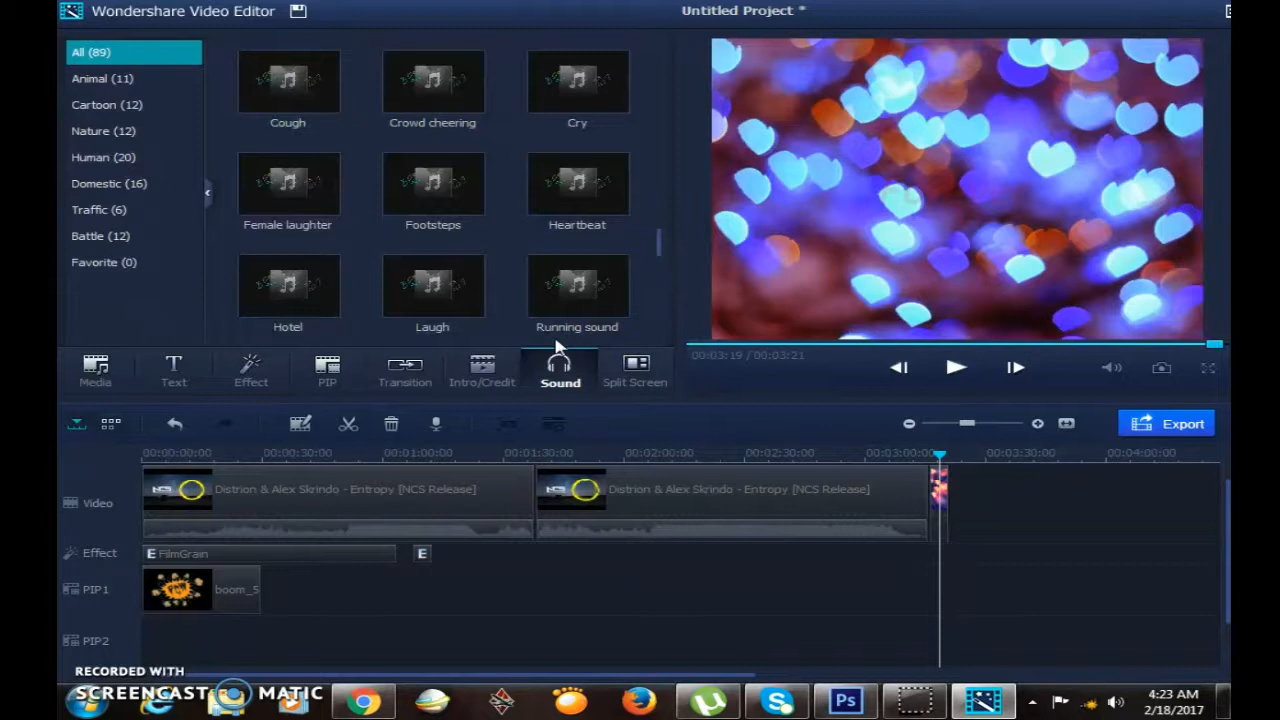 Wondershare Video Editor
Untitled Project *
All (89)
Animal (11)
Cartoon (12)
Nature (12)
Human (20)
Domestic (16)
Traffic (6)
Battle (12)
Favorite (0)
Cough
Crowd cheering
Cry
Female laughter
Footsteps
Heartbeat
Hotel
Laugh
Running sound
00:03:19 / 00:03:21
Media
Text
Effect
PIP
Transition
Intro/Credit
Sound
Split Screen
Export
00:00:00:00
00:00:30:00
00:01:00:00
00:01:30:00
00:02:00:00
00:02:30:00
00:03:00:00
00:03:30:00
00:04:00:00
Video
NCS
Distrion & Alex Skrindo - Entropy [NCS Release]
NCS
Distrion & Alex Skrindo - Entropy [NCS Release]
Effect
E FilmGrain
E
PIP1
boom_5
PIP2
RECORDED WITH
SCREENCAST MATIC
Ps
4:23 AM
2/18/2017